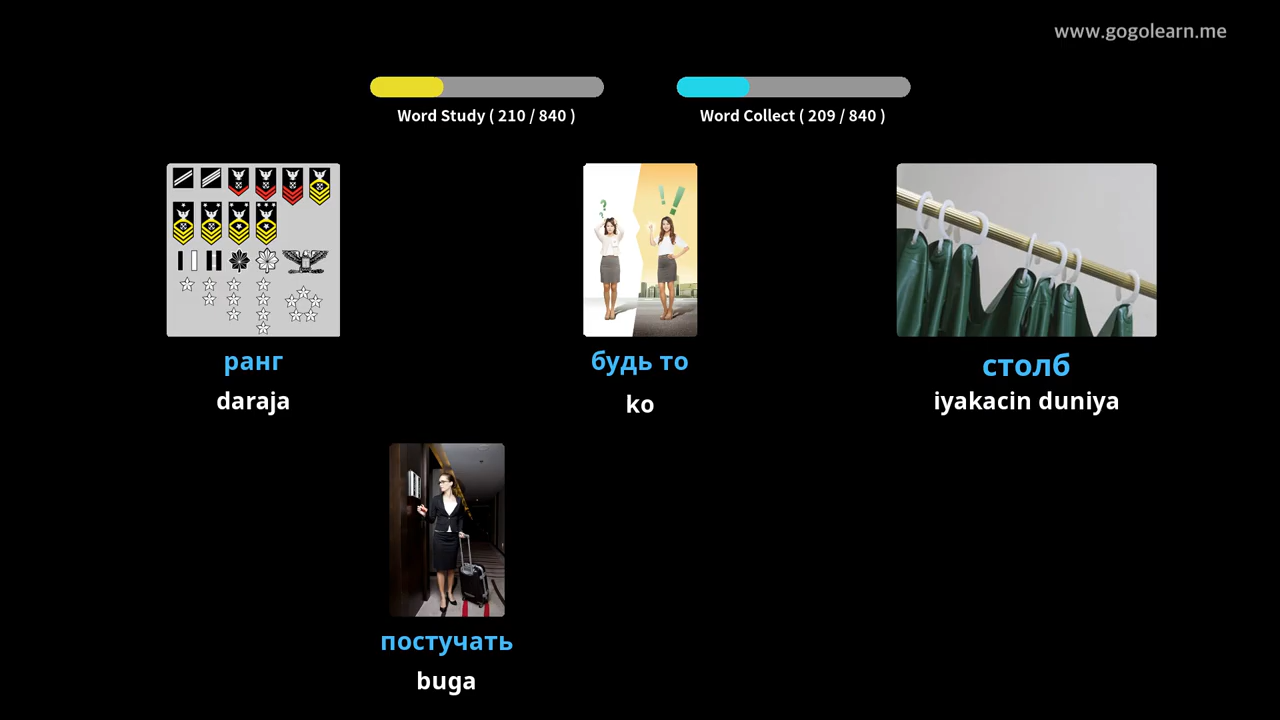 www.gogolearn.me
Word Study ( 210 / 840 )
Word Collect ( 209 / 840 )
ранг
daraja
будь то
ko
столб
iyakacin duniya
постучать
buga